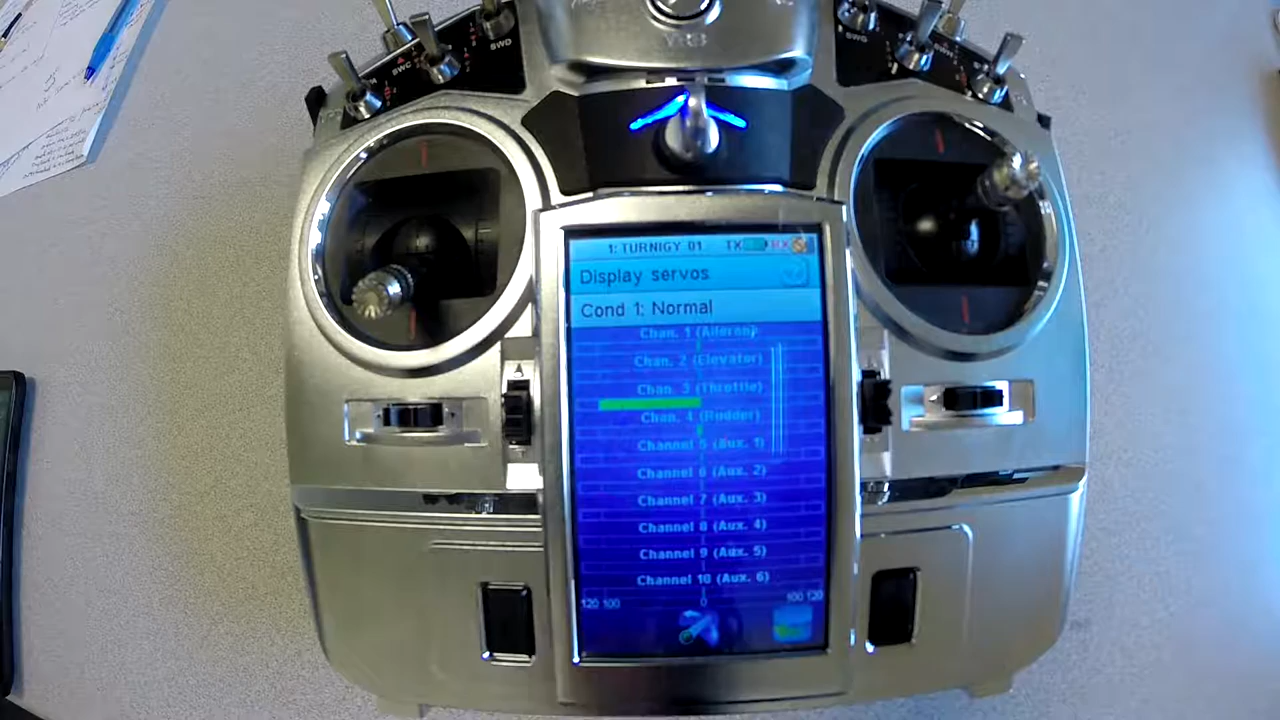 SWD
SWC
SWG
1: TURNIGY 01 TX RX
Display servos
Cond 1: Normal
Chan. 1 (Aileron)
Chan. 2 (Elevator)
Chan. 3 (Throttle)
Chan. 4 (Rudder)
Channel 5 (Aux. 1)
Channel 6 (Aux. 2)
Channel 7 (Aux. 3)
Channel 8 (Aux. 4)
Channel 9 (Aux. 5)
Channel 10 (Aux. 6)
120 100 0 100 120